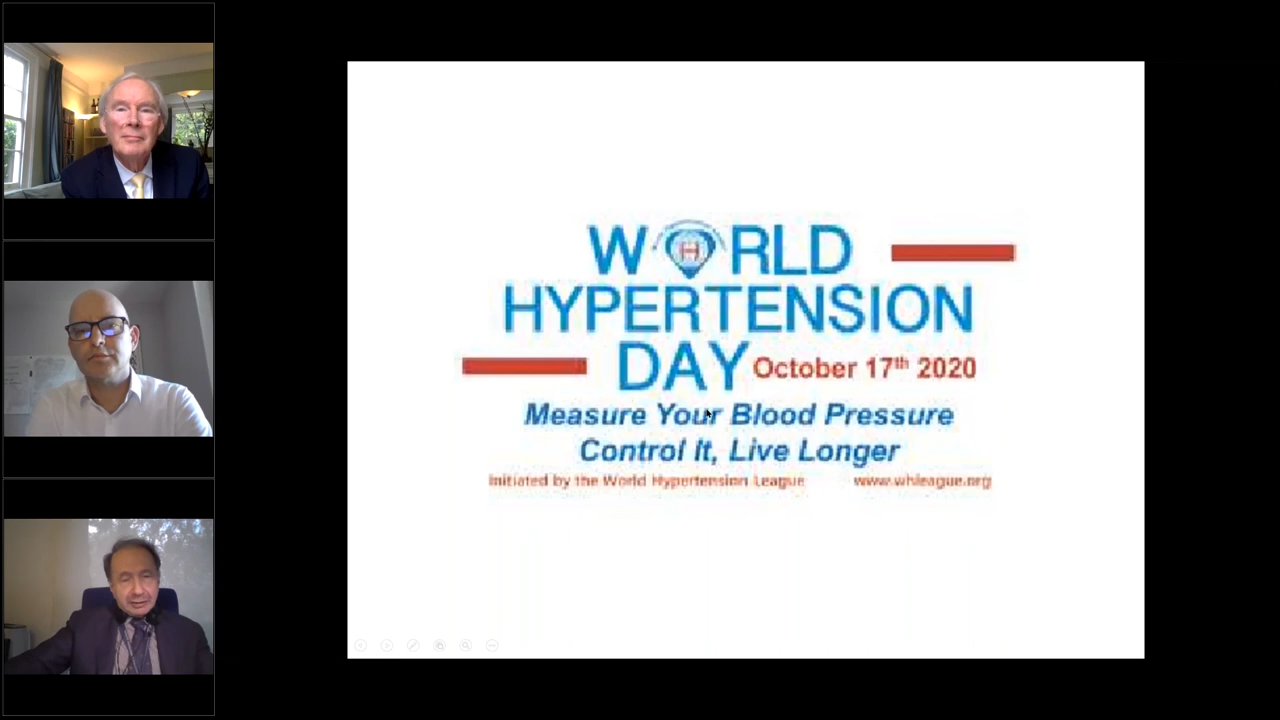 WORLD
HYPERTENSION
DAY October 17th 2020
Measure Your Blood Pressure
Control It, Live Longer
Initiated by the World Hypertension League www.whleague.org